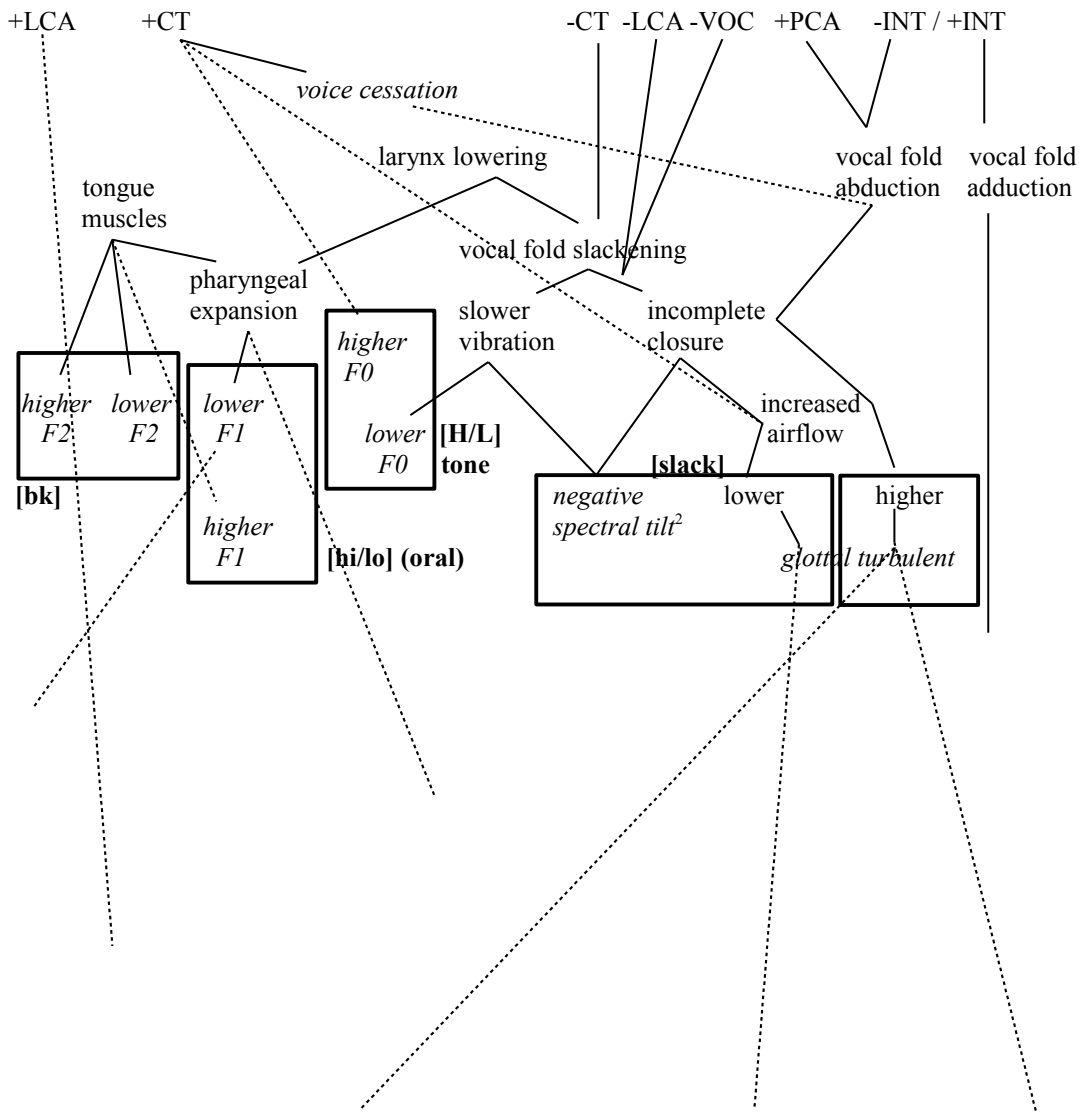 +LCA +CT -CT -LCA -VOC +PCA -INT / +INT
voice cessation
larynx lowering
vocal fold
abduction
vocal fold
adduction
tongue
muscles
vocal fold slackening
pharyngeal
expansion
slower
vibration
incomplete
closure
higher
F0
higher
F2
lower
F2
lower
F1
increased
airflow
lower
F0
[H/L]
tone
[slack]
[bk]
negative
spectral tilt²
lower
higher
higher
F1
[hi/lo] (oral)
glottal turbulent